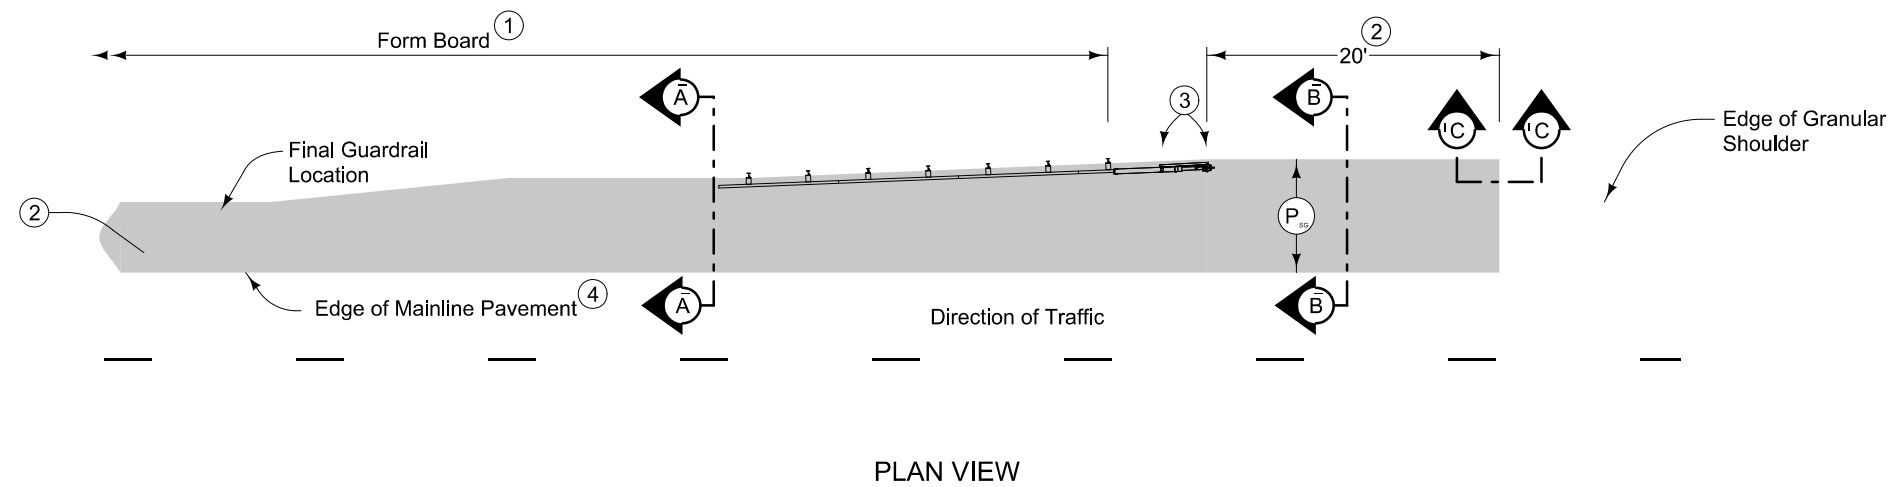 Form Board 1
2
20'
A
B
3
C
C
Edge of Granular
Shoulder
Final Guardrail
Location
2
P SG
Edge of Mainline Pavement 4
A
B
Direction of Traffic
PLAN VIEW